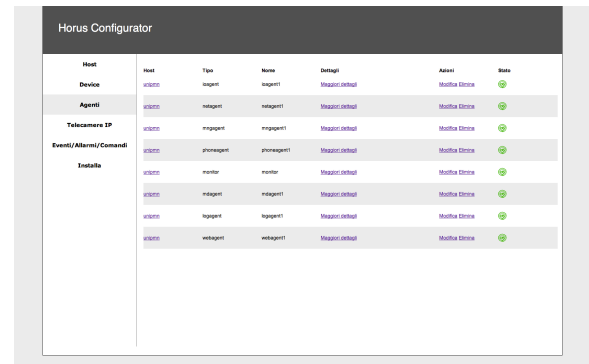 Horus Configurator
Host
Device
Agenti
Telecamere IP
Eventi/Allarmi/Comandi
Installa
Host Tipo Nome Dettagli Azioni Stato
unipmn ioagent ioagent1 Maggiori dettagli Modifica Elimina
unipmn netagent netagent1 Maggiori dettagli Modifica Elimina
unipmn mngagent mngagent1 Maggiori dettagli Modifica Elimina
unipmn phoneagent phoneagent1 Maggiori dettagli Modifica Elimina
unipmn monitor monitor Maggiori dettagli Modifica Elimina
unipmn mdagent mdagent1 Maggiori dettagli Modifica Elimina
unipmn logagent logagent1 Maggiori dettagli Modifica Elimina
unipmn webagent webagent1 Maggiori dettagli Modifica Elimina